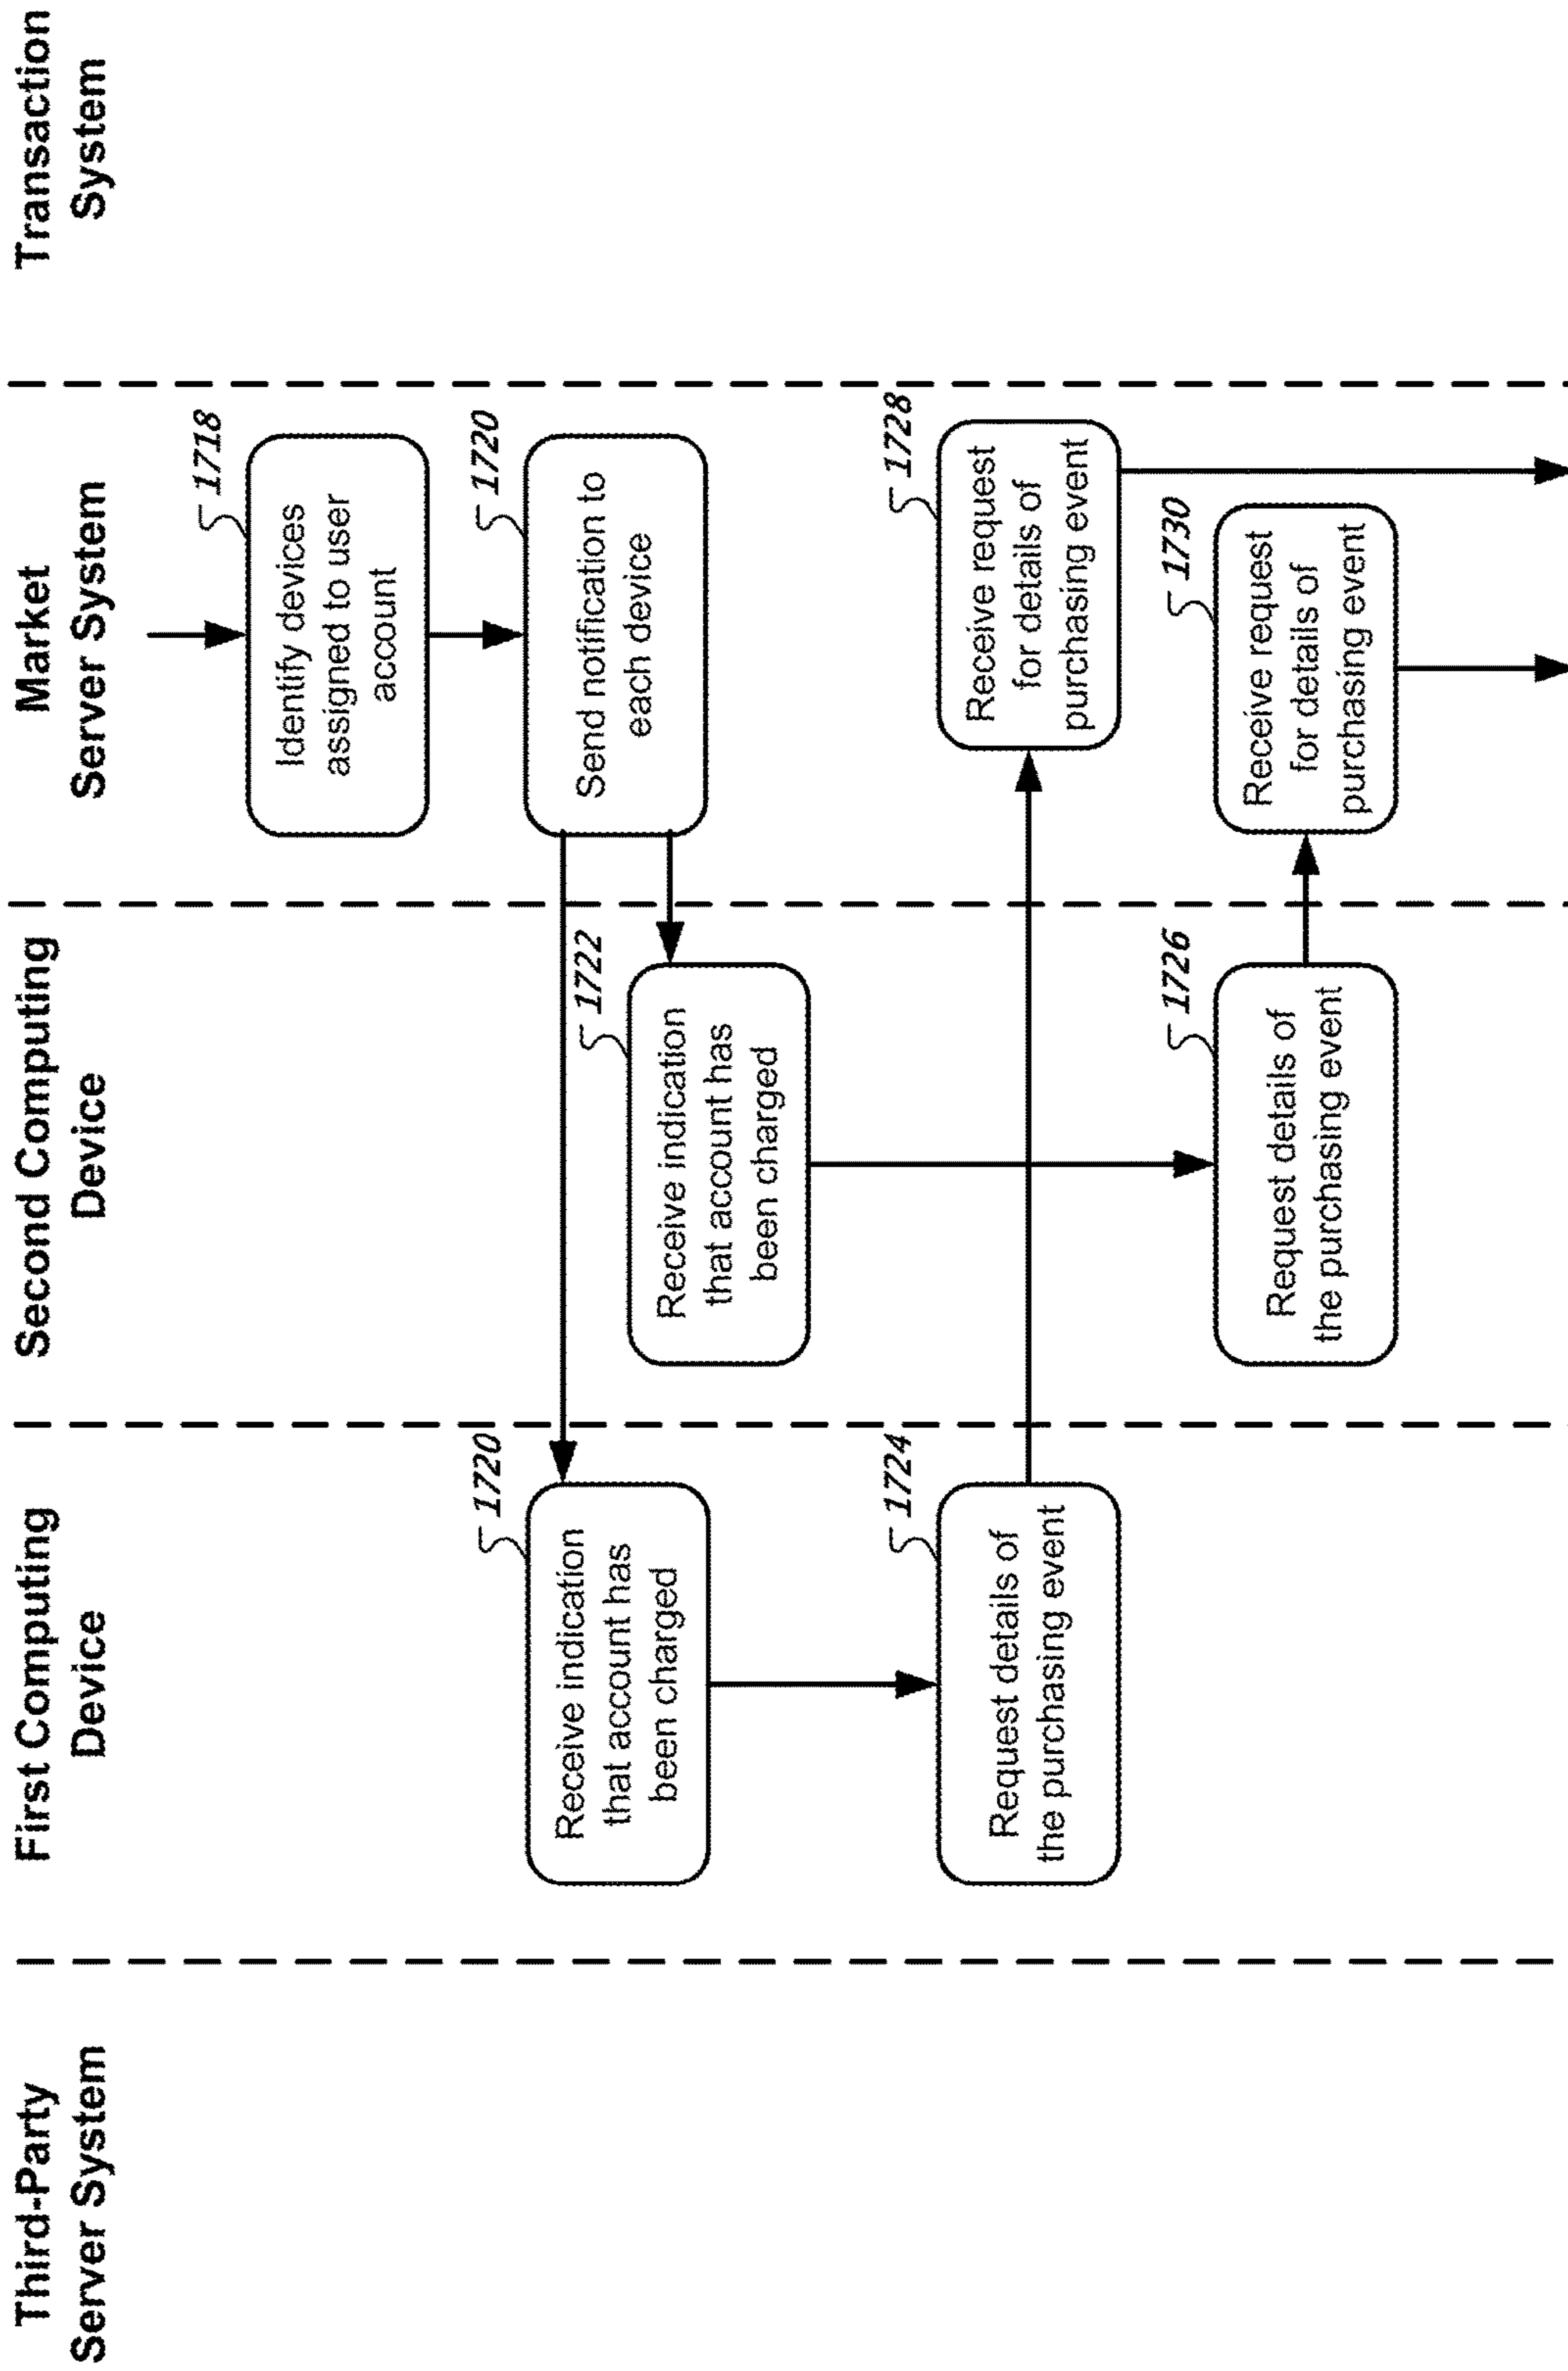 Third-Party
Server System
First Computing
Device
Second Computing
Device
Market
Server System
Transaction
System
1718
Identify devices
assigned to user
account
1720
Send notification to
each device
1720
Receive indication
that account has
been charged
1722
Receive indication
that account has
been charged
1724
Request details of
the purchasing event
1728
Receive request
for details of
purchasing event
1726
Request details of
the purchasing event
1730
Receive request
for details of
purchasing event